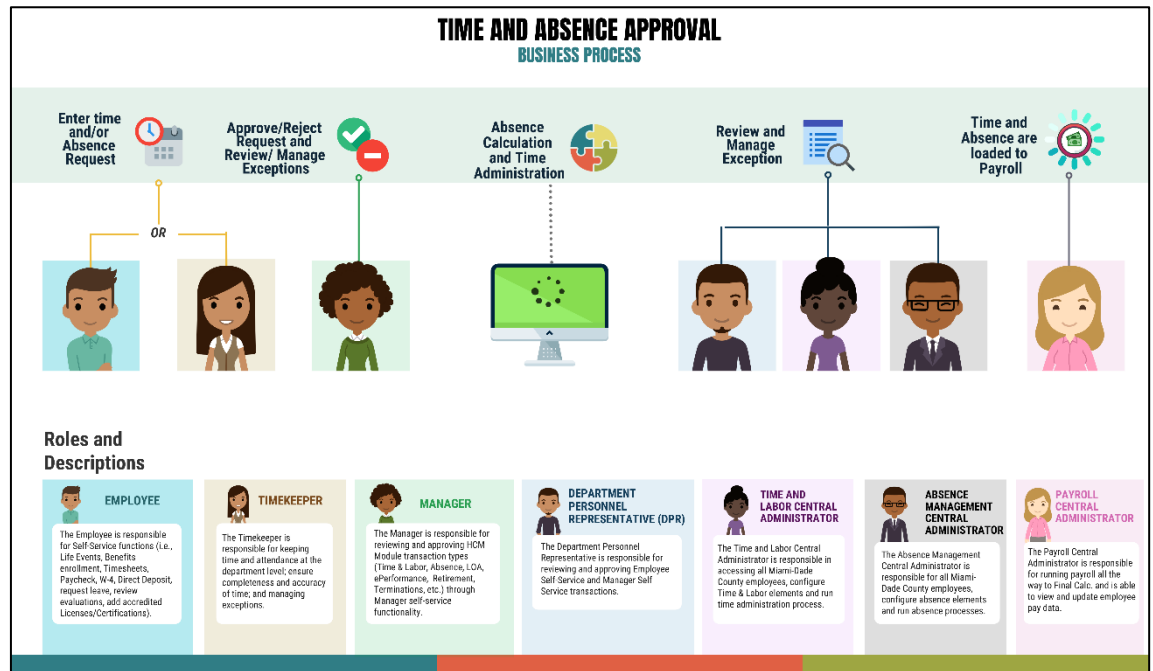 TIME AND ABSENCE APPROVAL
BUSINESS PROCESS
Enter time
and/or
Absence
Request
Approve/Reject
Request and
Review/ Manage
Exceptions
Absence
Calculation
and Time
Administration
Review and
Manage
Exception
Time and
Absence are
loaded to
Payroll
OR
Roles and
Descriptions
EMPLOYEE
The Employee is responsible
for Self-Service functions (i.e.,
Life Events, Benefits
enrollment, Timesheets,
Paycheck, W-4, Direct Deposit,
request leave, review
evaluations, add accredited
Licenses/Certifications).
TIMEKEEPER
The Timekeeper is
responsible for keeping
time and attendance at the
department level; ensure
completeness and accuracy
of time; and managing
exceptions.
MANAGER
The Manager is responsible for
reviewing and approving HCM
Module transaction types
(Time & Labor, Absence, LOA,
ePerformance, Retirement,
Terminations, etc.) through
Manager self-service
functionality.
DEPARTMENT
PERSONNEL
REPRESENTATIVE (DPR)
The Department Personnel
Representative is responsible for
reviewing and approving Employee
Self-Service and Manager Self
Service transactions.
TIME AND
LABOR CENTRAL
ADMINISTRATOR
The Time and Labor Central
Administrator is responsible in
accessing all Miami-Dade
County employees, configure
Time & Labor elements and run
time administration process.
ABSENCE
MANAGEMENT
CENTRAL
ADMINISTRATOR
The Absence Management
Central Administrator is
responsible for all Miami-
Dade County employees,
configure absence elements
and run absence processes.
PAYROLL
CENTRAL
ADMINISTRATOR
The Payroll Central
Administrator is responsible
for running payroll all the
way to Final Calc. and is able
to view and update employee
pay data.